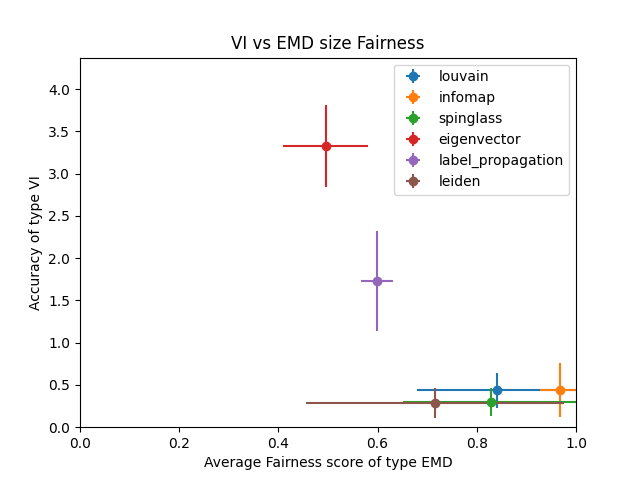 VI vs EMD size Fairness
louvain
infomap
spinglass
eigenvector
label_propagation
leiden
Accuracy of type VI
4.0
3.5
3.0
2.5
2.0
1.5
1.0
0.5
0.0
0.0 0.2 0.4 0.6 0.8 1.0
Average Fairness score of type EMD